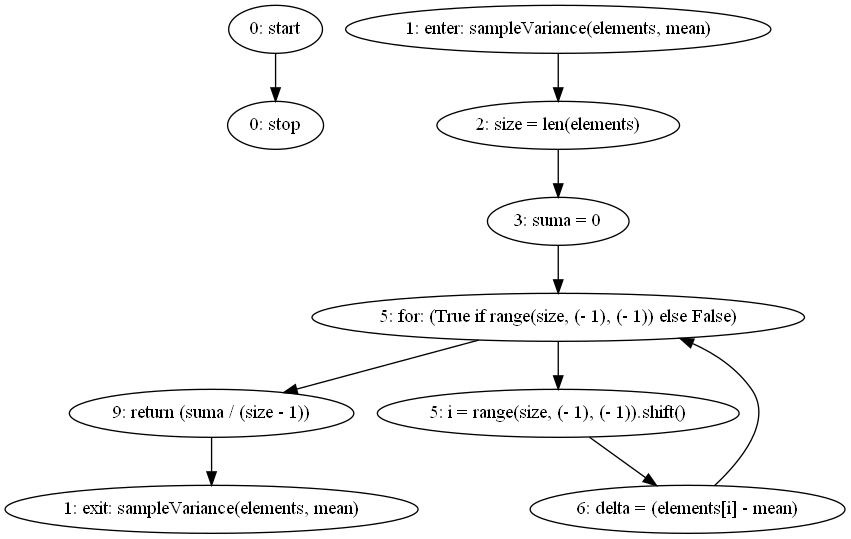 0: start
1: enter: sampleVariance(elements, mean)
0: stop
2: size = len(elements)
3: suma = 0
5: for: (True if range(size, (- 1), (- 1)) else False)
9: return (suma / (size - 1))
5: i = range(size, (- 1), (- 1)).shift()
1: exit: sampleVariance(elements, mean)
6: delta = (elements[i] - mean)